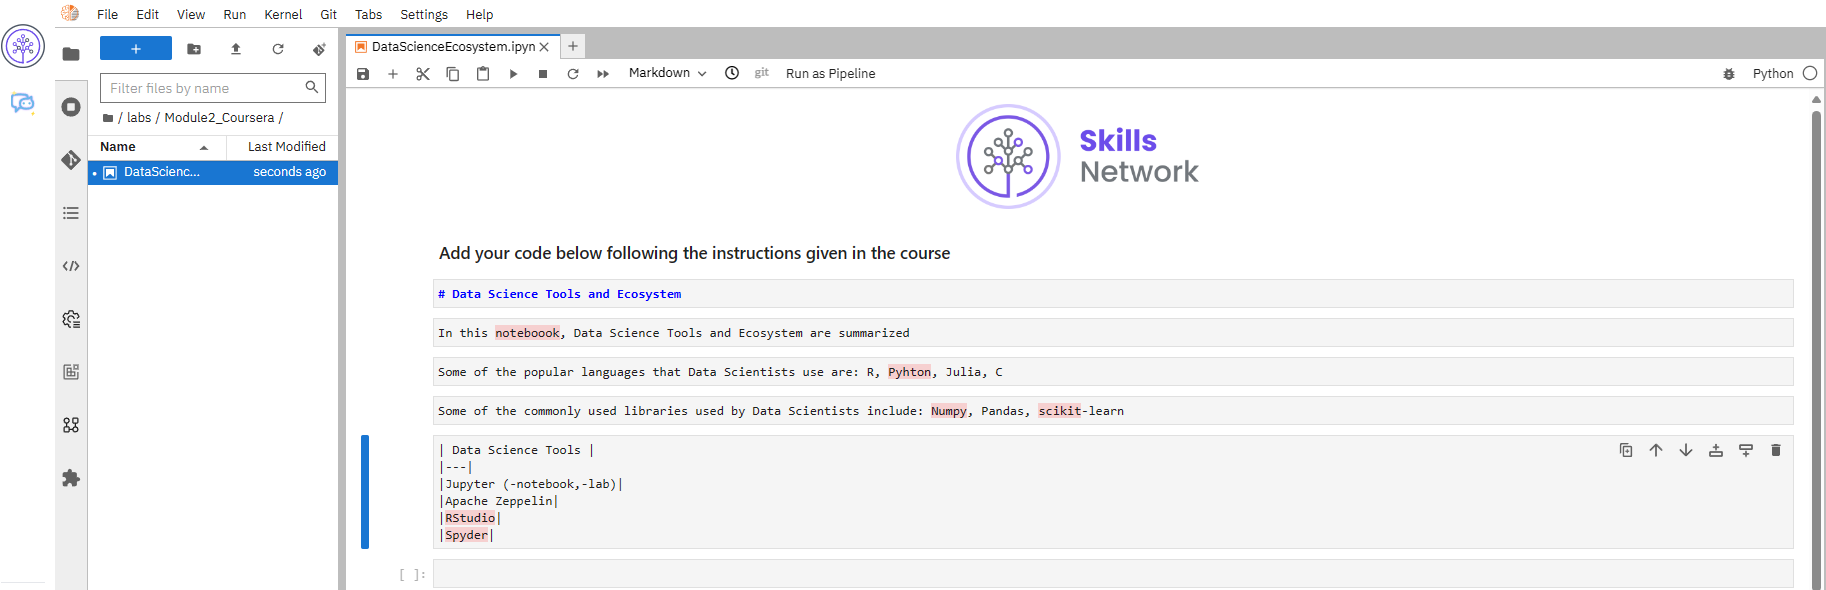 File Edit View Run Kernel Git Tabs Settings Help
DataScienceEcosystem.ipyn
Markdown git Run as Pipeline Python
Filter files by name
/ labs / Module2_Coursera /
Name Last Modified
DataScienc... seconds ago
Skills
Network
Add your code below following the instructions given in the course
# Data Science Tools and Ecosystem
In this noteboook, Data Science Tools and Ecosystem are summarized
Some of the popular languages that Data Scientists use are: R, Pyhton, Julia, C
Some of the commonly used libraries used by Data Scientists include: Numpy, Pandas, scikit-learn
| Data Science Tools |
|---|
|Jupyter (-notebook,-lab)|
|Apache Zeppelin|
|RStudio|
|Spyder|
[ ]: